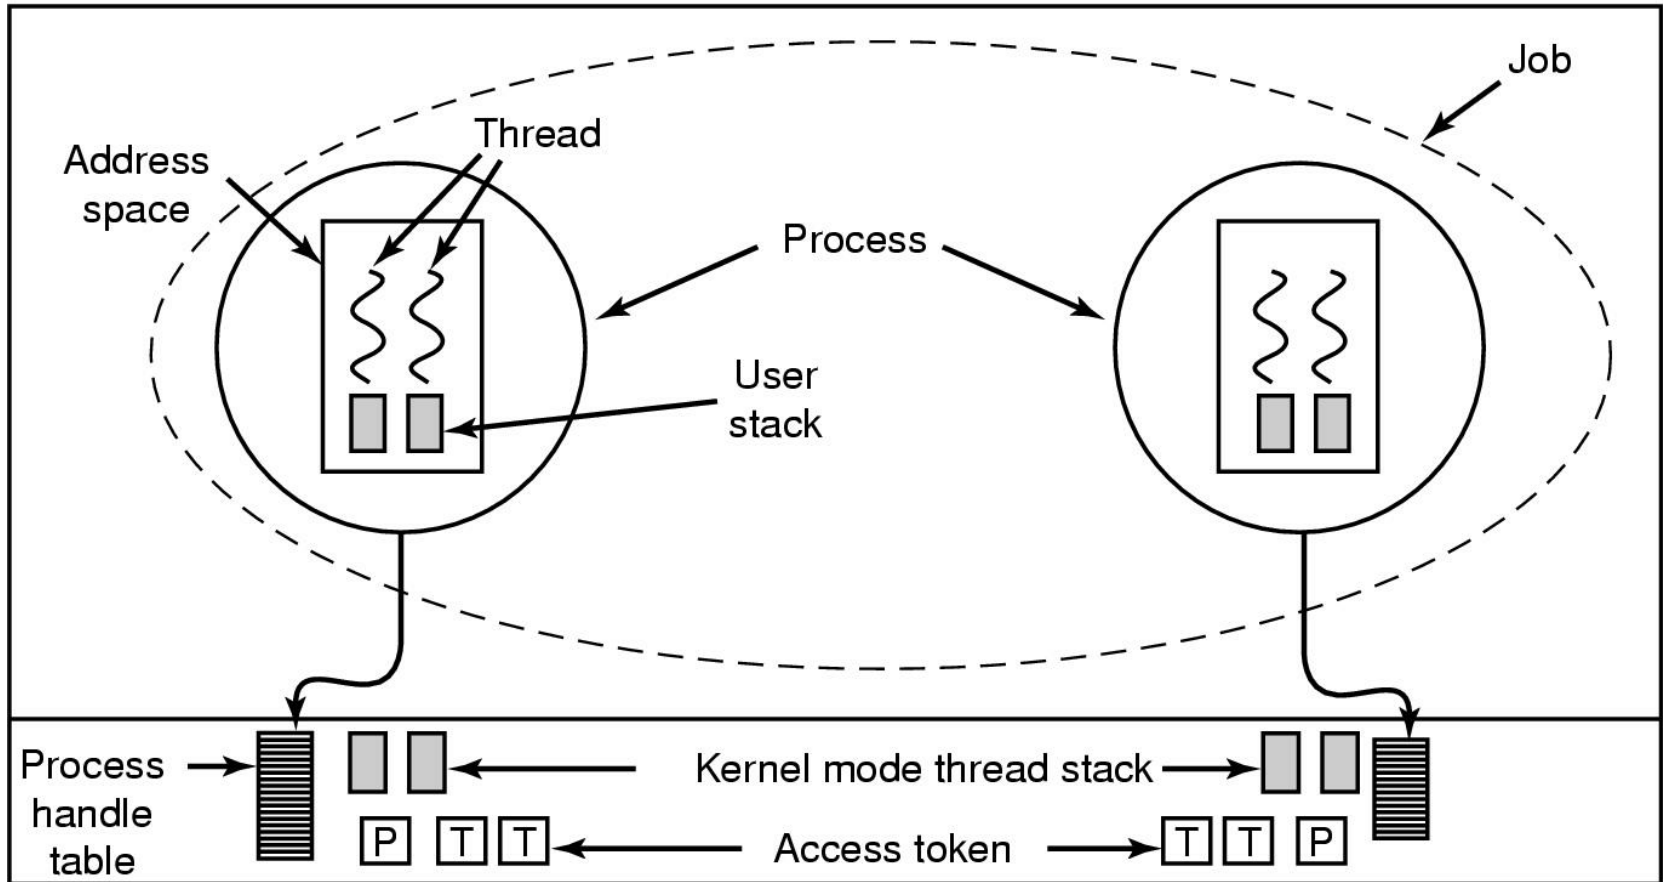 Job
Thread
Address
space
Process
User
stack
Process
handle
table
Kernel mode thread stack
P T T
Access token
T T P